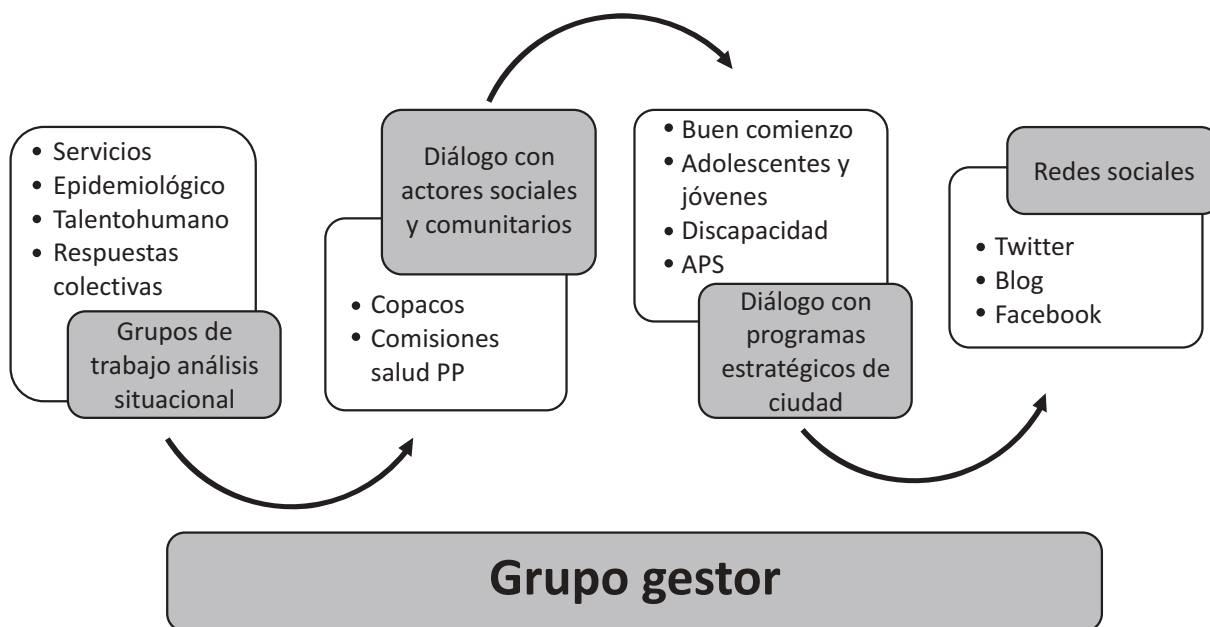 • Servicios
• Epidemiológico
• Talentohumano
• Respuestas
colectivas
Grupos de
trabajo análisis
situacional
Diálogo con
actores sociales
y comunitarios
• Copacos
• Comisiones
salud PP
• Buen comienzo
• Adolescentes y
jóvenes
• Discapacidad
• APS
Diálogo con
programas
estratégicos de
ciudad
Redes sociales
• Twitter
• Blog
• Facebook
Grupo gestor